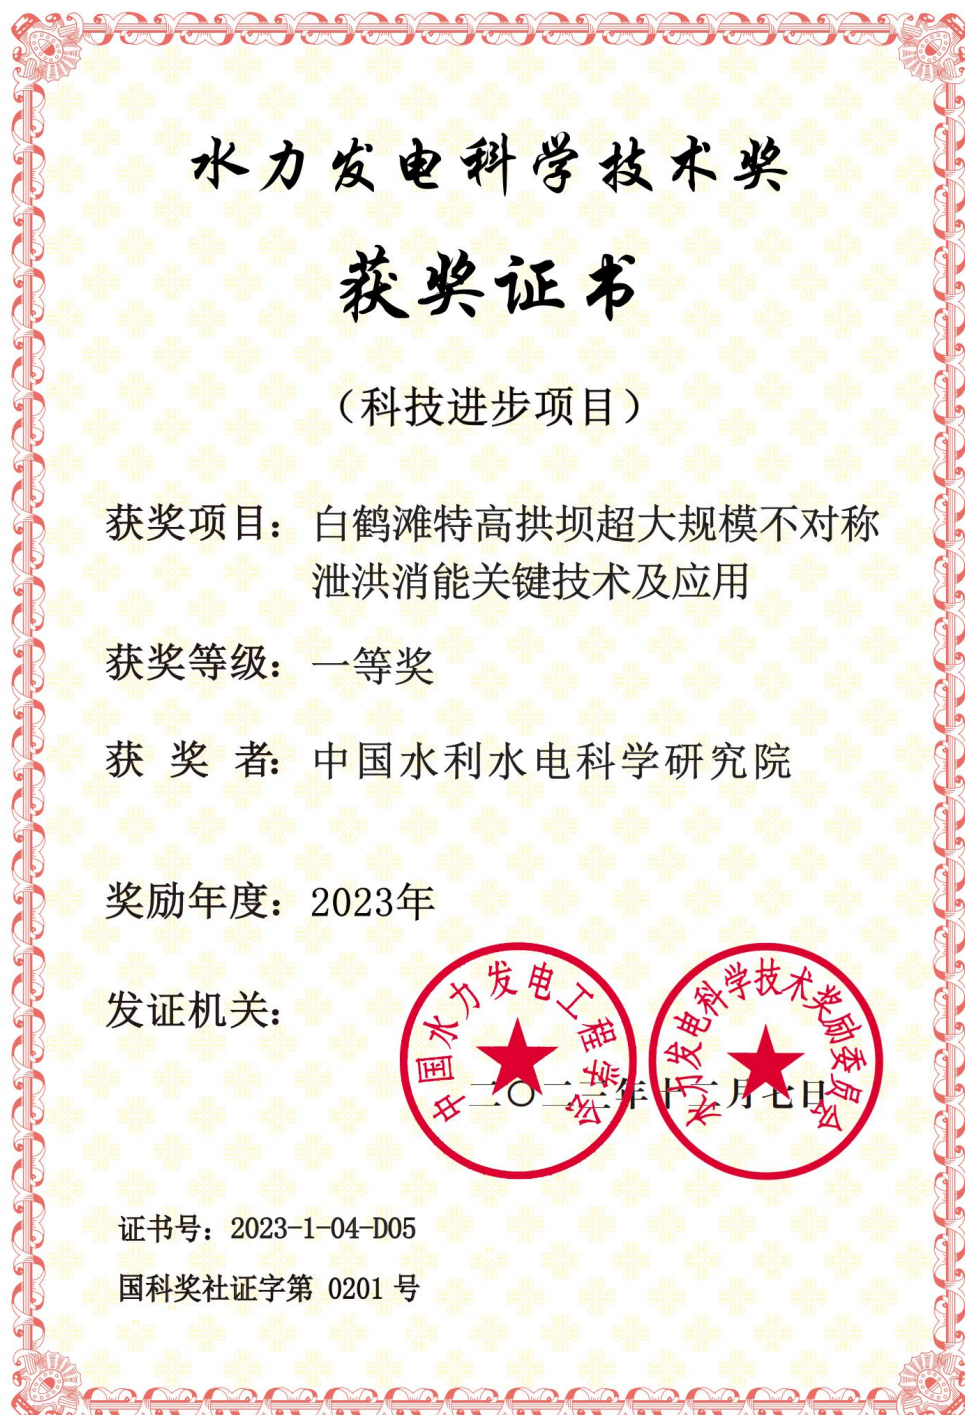 水力发电科学技术奖
获奖证书
（科技进步项目）
获奖项目：白鹤滩特高拱坝超大规模不对称
泄洪消能关键技术及应用
获奖等级：一等奖
获奖者：中国水利水电科学研究院
奖励年度：2023年
发证机关：
中国水力发电工程学会
水力发电科学技术奖励委员会
二〇二三年十二月七日
证书号：2023-1-04-D05
国科奖社证字第 0201 号